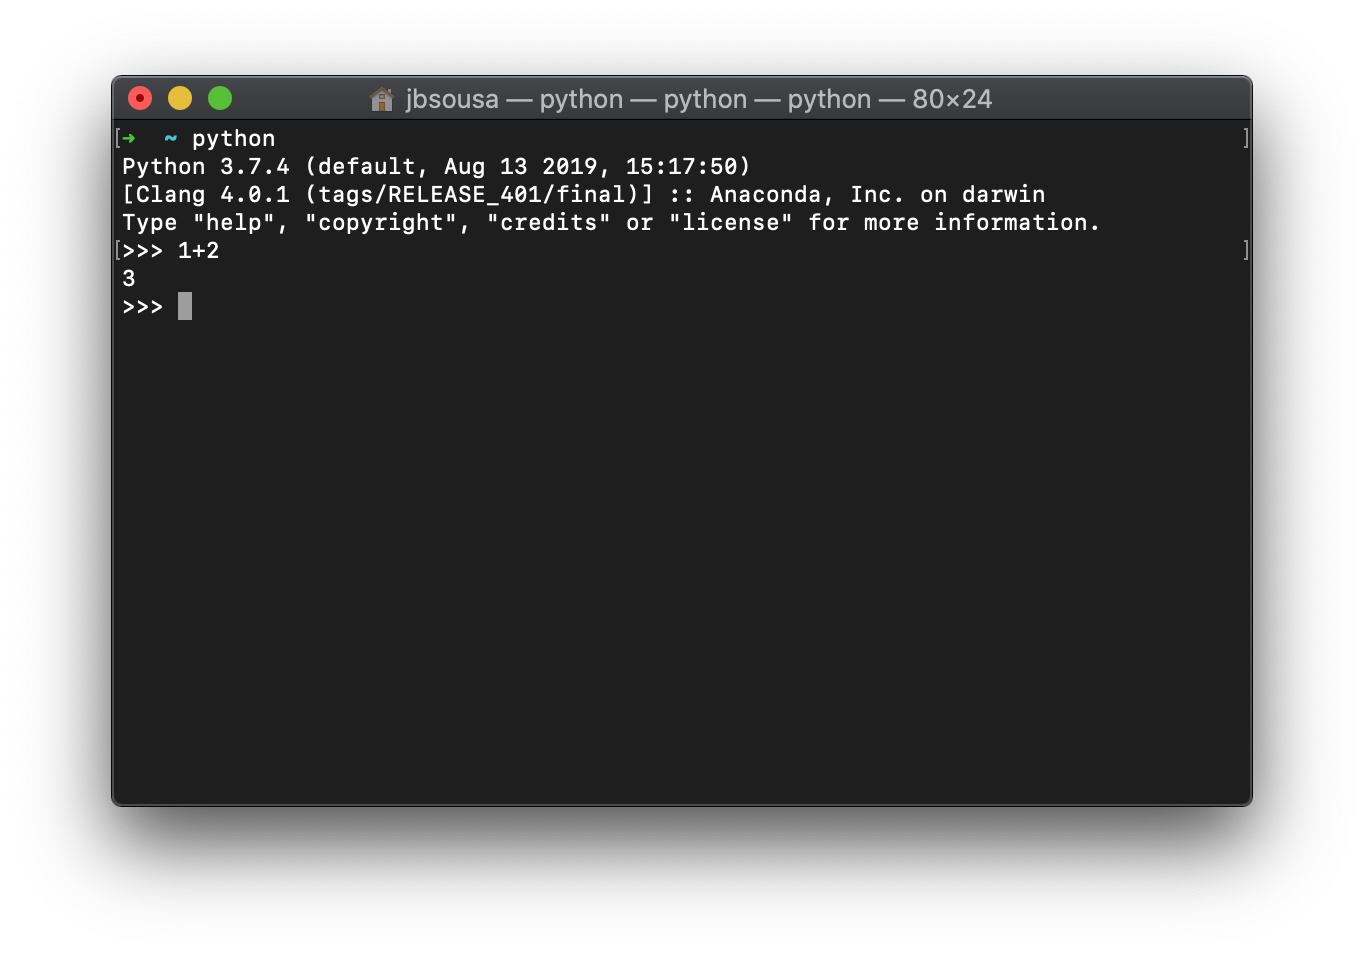 jbsousa — python — python — python — 80×24
[➜  ~ python ]
Python 3.7.4 (default, Aug 13 2019, 15:17:50)
[Clang 4.0.1 (tags/RELEASE_401/final)] :: Anaconda, Inc. on darwin
Type "help", "copyright", "credits" or "license" for more information.
[>>> 1+2 ]
3
>>>